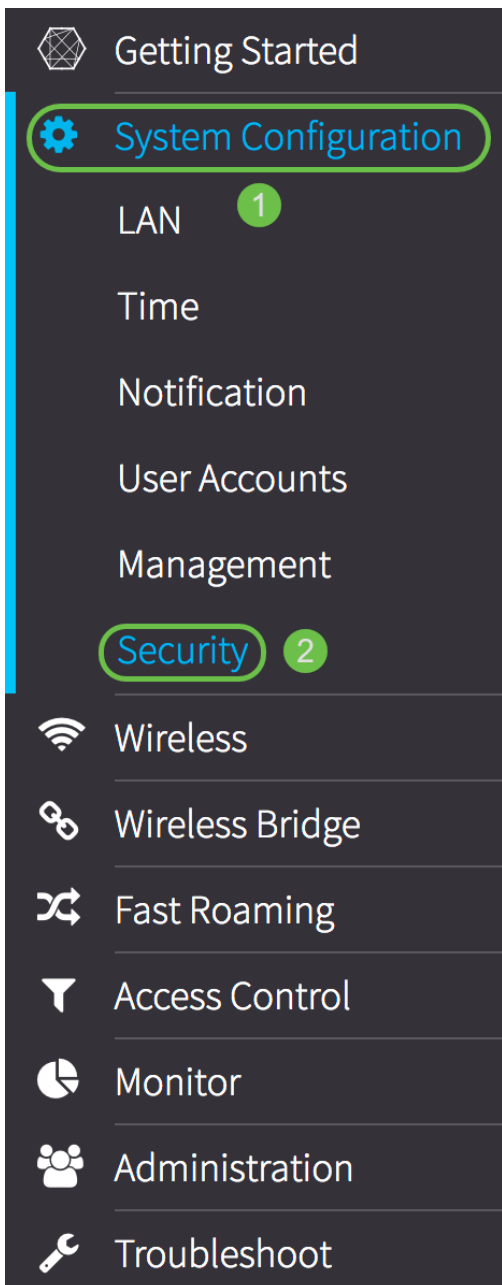 Getting Started
System Configuration
LAN 1
Time
Notification
User Accounts
Management
Security 2
Wireless
Wireless Bridge
Fast Roaming
Access Control
Monitor
Administration
Troubleshoot